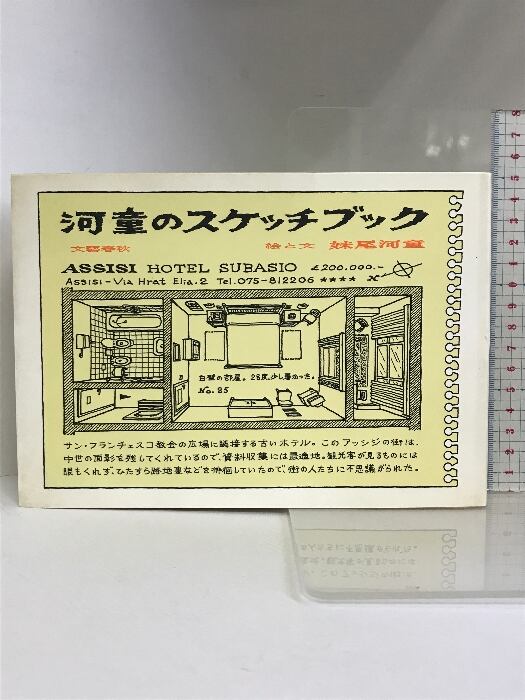 河童のスケッチブック
文藝春秋 絵と文 妹尾河童
ASSISI HOTEL SUBASIO £200.000.~
Assisi-Via Hrat Elia.2 Tel.075-812206 ★★★★
白壁の部屋。28度、少し暑かった。
No.85
サン・フランチェスコ教会の広場に隣接する古いホテル。このアッシジの街は、
中世の面影を残してくれているので、資料収集には最適地。観光客が見るものには
眼もくれず、ひたすら路地裏などを徘徊していたので、街の人たちに不思議がられた。